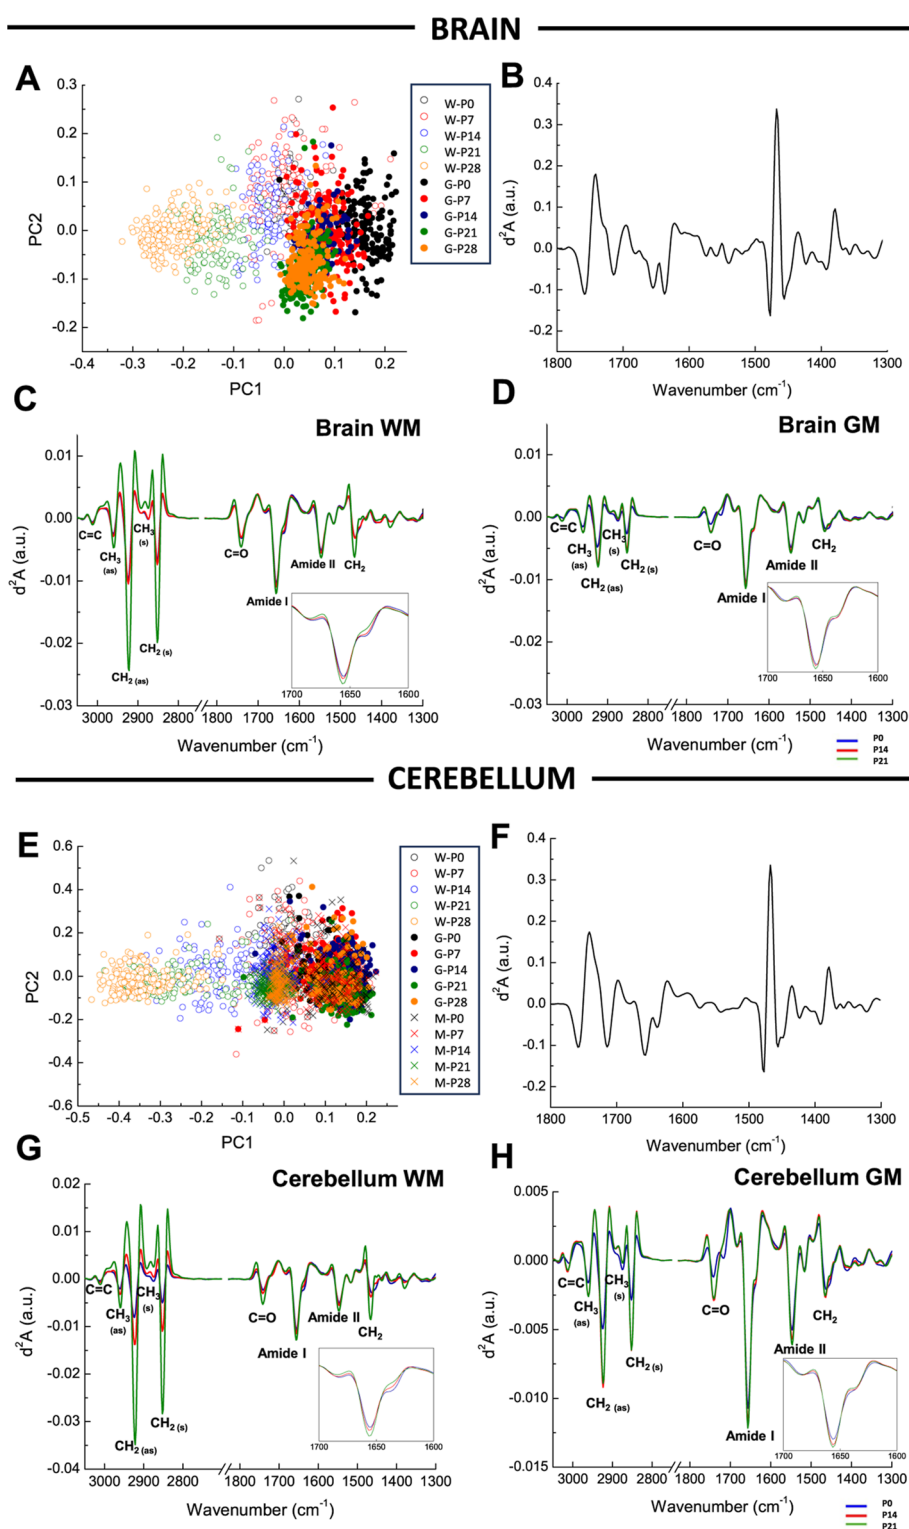 BRAIN
A
0.3
0.2
0.1
0.0
-0.1
-0.2
PC2
-0.4 -0.3 -0.2 -0.1 0.0 0.1 0.2
PC1
W-P0
W-P7
W-P14
W-P21
W-P28
G-P0
G-P7
G-P14
G-P21
G-P28
B
0.4
0.3
0.2
0.1
0.0
-0.1
-0.2
d²A (a.u.)
1800 1700 1600 1500 1400 1300
Wavenumber (cm⁻¹)
C
Brain WM
0.01
0.00
-0.01
-0.02
-0.03
d²A (a.u.)
C=C
CH₃ (as)
CH₃ (s)
CH₂ (as)
CH₂ (s)
C=O
Amide I
Amide II
CH₂
1700 1650 1600
3000 2900 2800 1800 1700 1600 1500 1400 1300
Wavenumber (cm⁻¹)
D
Brain GM
0.01
0.00
-0.01
-0.02
-0.03
d²A (a.u.)
C=C
CH₃ (as)
CH₃ (s)
CH₂ (as)
CH₂ (s)
C=O
Amide I
Amide II
CH₂
1700 1650 1600
3000 2900 2800 1800 1700 1600 1500 1400 1300
Wavenumber (cm⁻¹)
P0
P14
P21
CEREBELLUM
E
0.6
0.4
0.2
0.0
-0.2
-0.4
-0.6
PC2
-0.5 -0.4 -0.3 -0.2 -0.1 0.0 0.1 0.2
PC1
W-P0
W-P7
W-P14
W-P21
W-P28
G-P0
G-P7
G-P14
G-P21
G-P28
M-P0
M-P7
M-P14
M-P21
M-P28
F
0.4
0.3
0.2
0.1
0.0
-0.1
-0.2
d²A (a.u.)
1800 1700 1600 1500 1400 1300
Wavenumber (cm⁻¹)
G
Cerebellum WM
0.02
0.01
0.00
-0.01
-0.02
-0.03
-0.04
d²A (a.u.)
C=C
CH₃ (as)
CH₃ (s)
CH₂ (as)
CH₂ (s)
C=O
Amide I
Amide II
CH₂
1700 1650 1600
3000 2900 2800 1800 1700 1600 1500 1400 1300
Wavenumber (cm⁻¹)
H
Cerebellum GM
0.005
0.000
-0.005
-0.010
-0.015
d²A (a.u.)
C=C
CH₃ (as)
CH₃ (s)
CH₂ (as)
CH₂ (s)
C=O
Amide I
Amide II
CH₂
1700 1650 1600
3000 2900 2800 1800 1700 1600 1500 1400 1300
Wavenumber (cm⁻¹)
P0
P14
P21